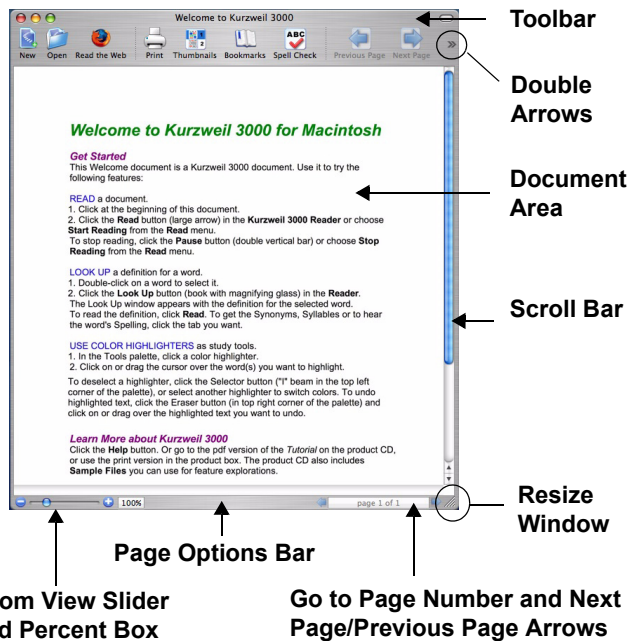 Welcome to Kurzweil 3000
Toolbar
New Open Read the Web Print Thumbnails Bookmarks Spell Check Previous Page Next Page
ABC
Double
Arrows
Welcome to Kurzweil 3000 for Macintosh
Get Started
This Welcome document is a Kurzweil 3000 document. Use it to try the
following features:
Document
Area
READ a document.
1. Click at the beginning of this document.
2. Click the Read button (large arrow) in the Kurzweil 3000 Reader or choose
Start Reading from the Read menu.
To stop reading, click the Pause button (double vertical bar) or choose Stop
Reading from the Read menu.
LOOK UP a definition for a word.
1. Double-click on a word to select it.
2. Click the Look Up button (book with magnifying glass) in the Reader.
The Look Up window appears with the definition for the selected word.
To read the definition, click Read. To get the Synonyms, Syllables or to hear
the word's Spelling, click the tab you want.
Scroll Bar
USE COLOR HIGHLIGHTERS as study tools.
1. In the Tools palette, click a color highlighter.
2. Click on or drag the cursor over the word(s) you want to highlight.
To deselect a highlighter, click the Selector button ("I" beam in the top left
corner of the palette), or select another highlighter to switch colors. To undo
highlighted text, click the Eraser button (in top right corner of the palette) and
click on or drag over the highlighted text you want to undo.
Learn More about Kurzweil 3000
Click the Help button. Or go to the pdf version of the Tutorial on the product CD,
or use the print version in the product box. The product CD also includes
Sample Files you can use for feature explorations.
100%
page 1 of 1
Resize
Window
Page Options Bar
om View Slider
d Percent Box
Go to Page Number and Next
Page/Previous Page Arrows